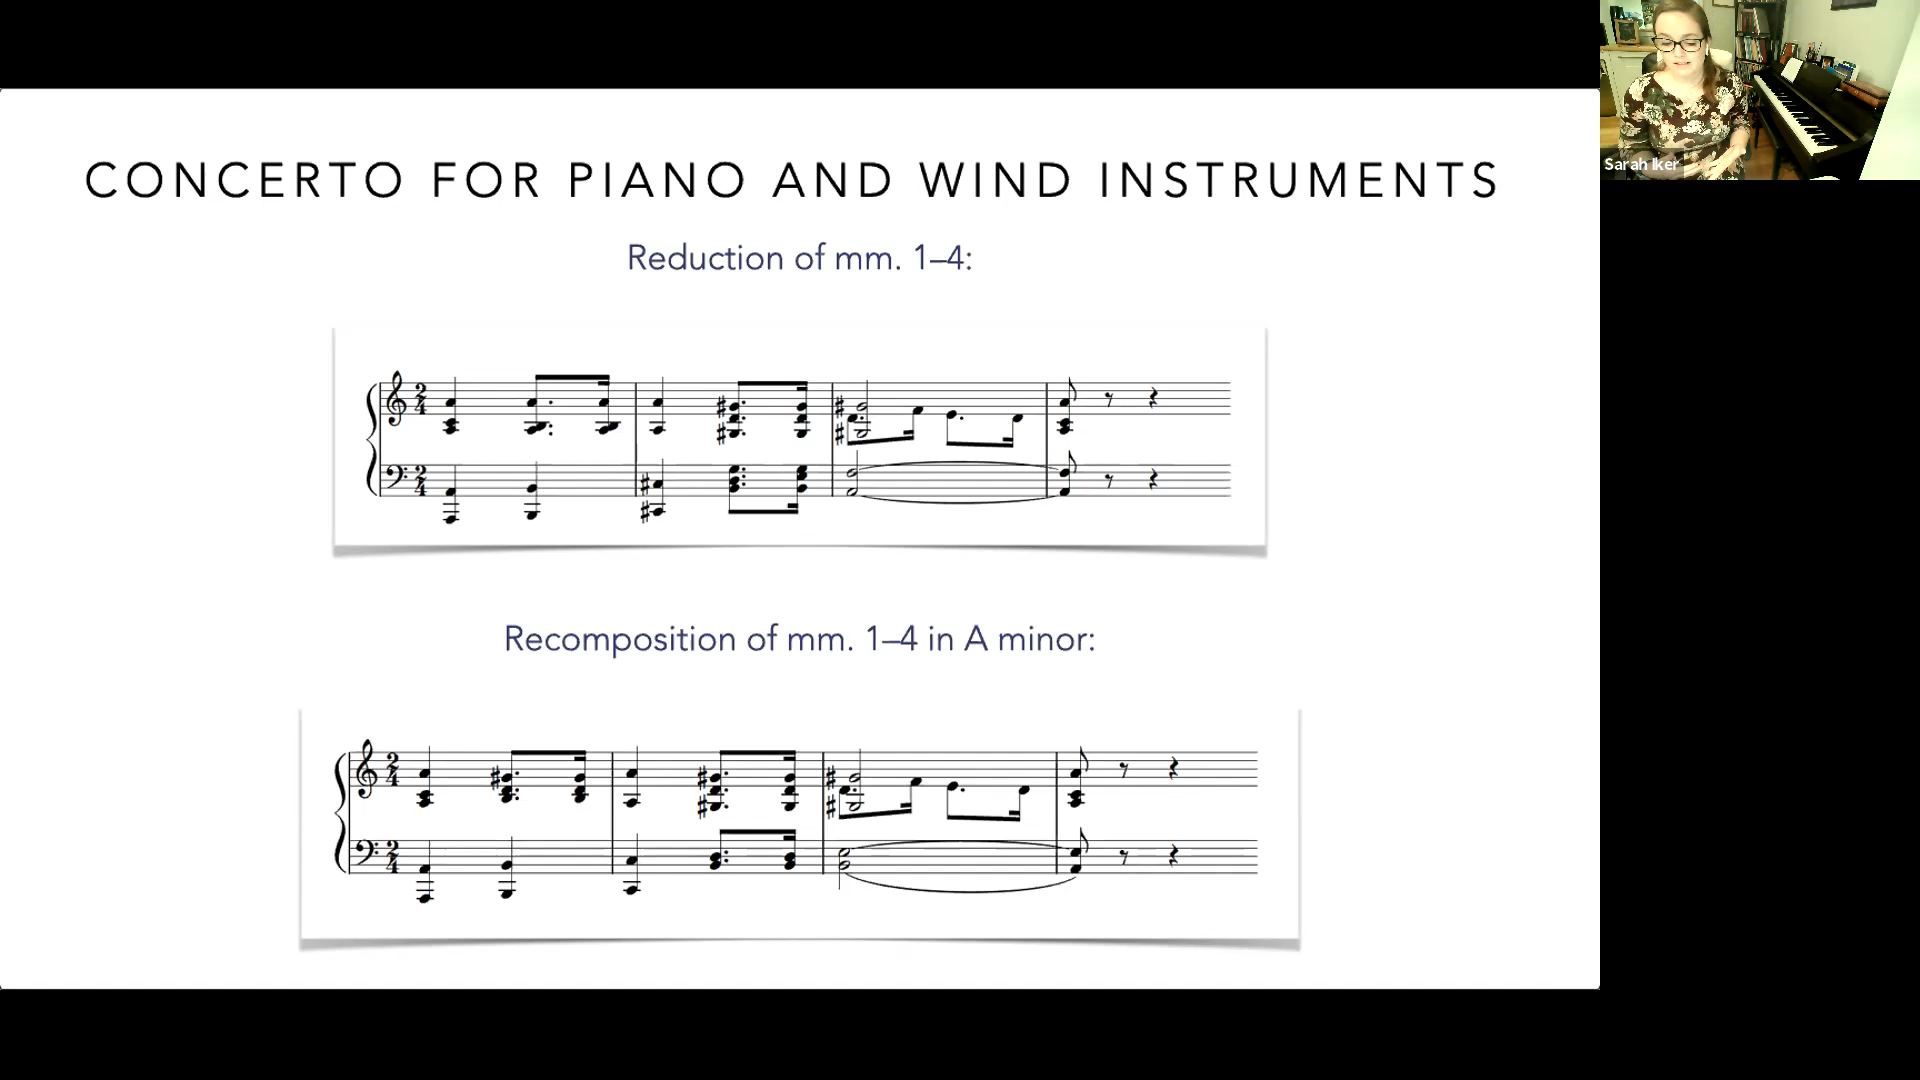 CONCERTO FOR PIANO AND WIND INSTRUMENTS
Reduction of mm. 1–4:
Recomposition of mm. 1–4 in A minor:
Sarah Iker